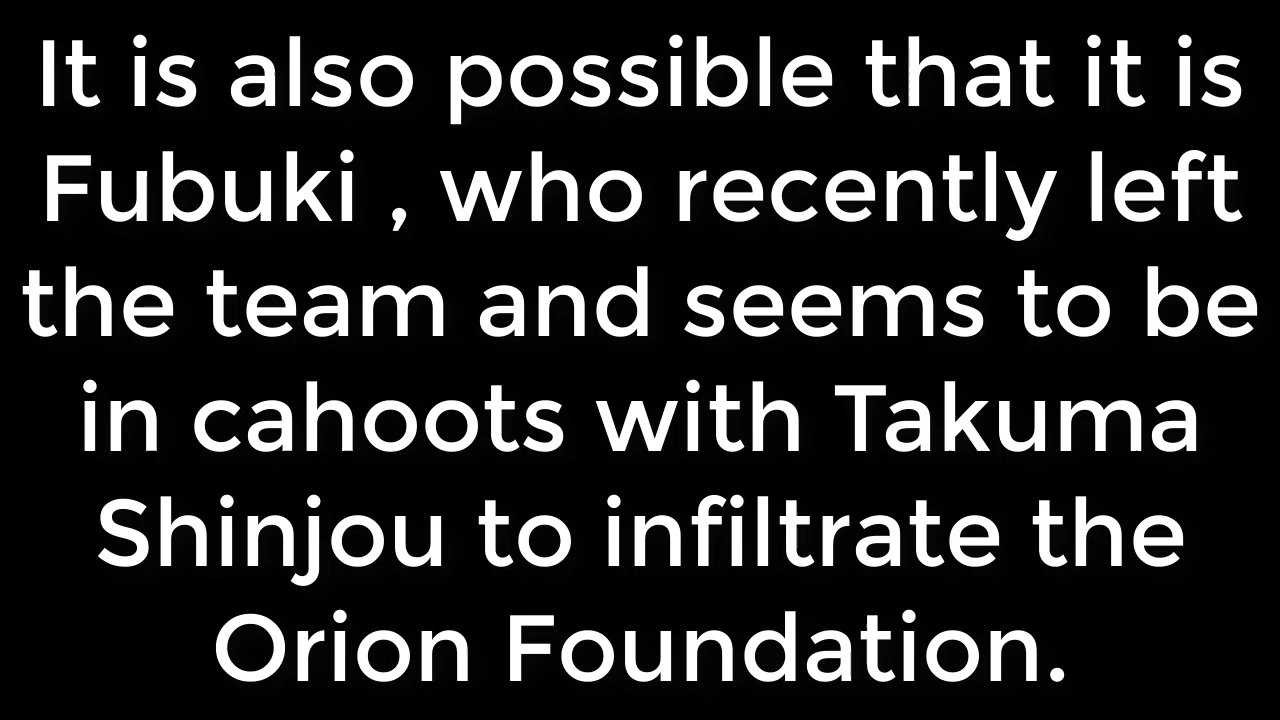 It is also possible that it is
Fubuki , who recently left
the team and seems to be
in cahoots with Takuma
Shinjou to infiltrate the
Orion Foundation.